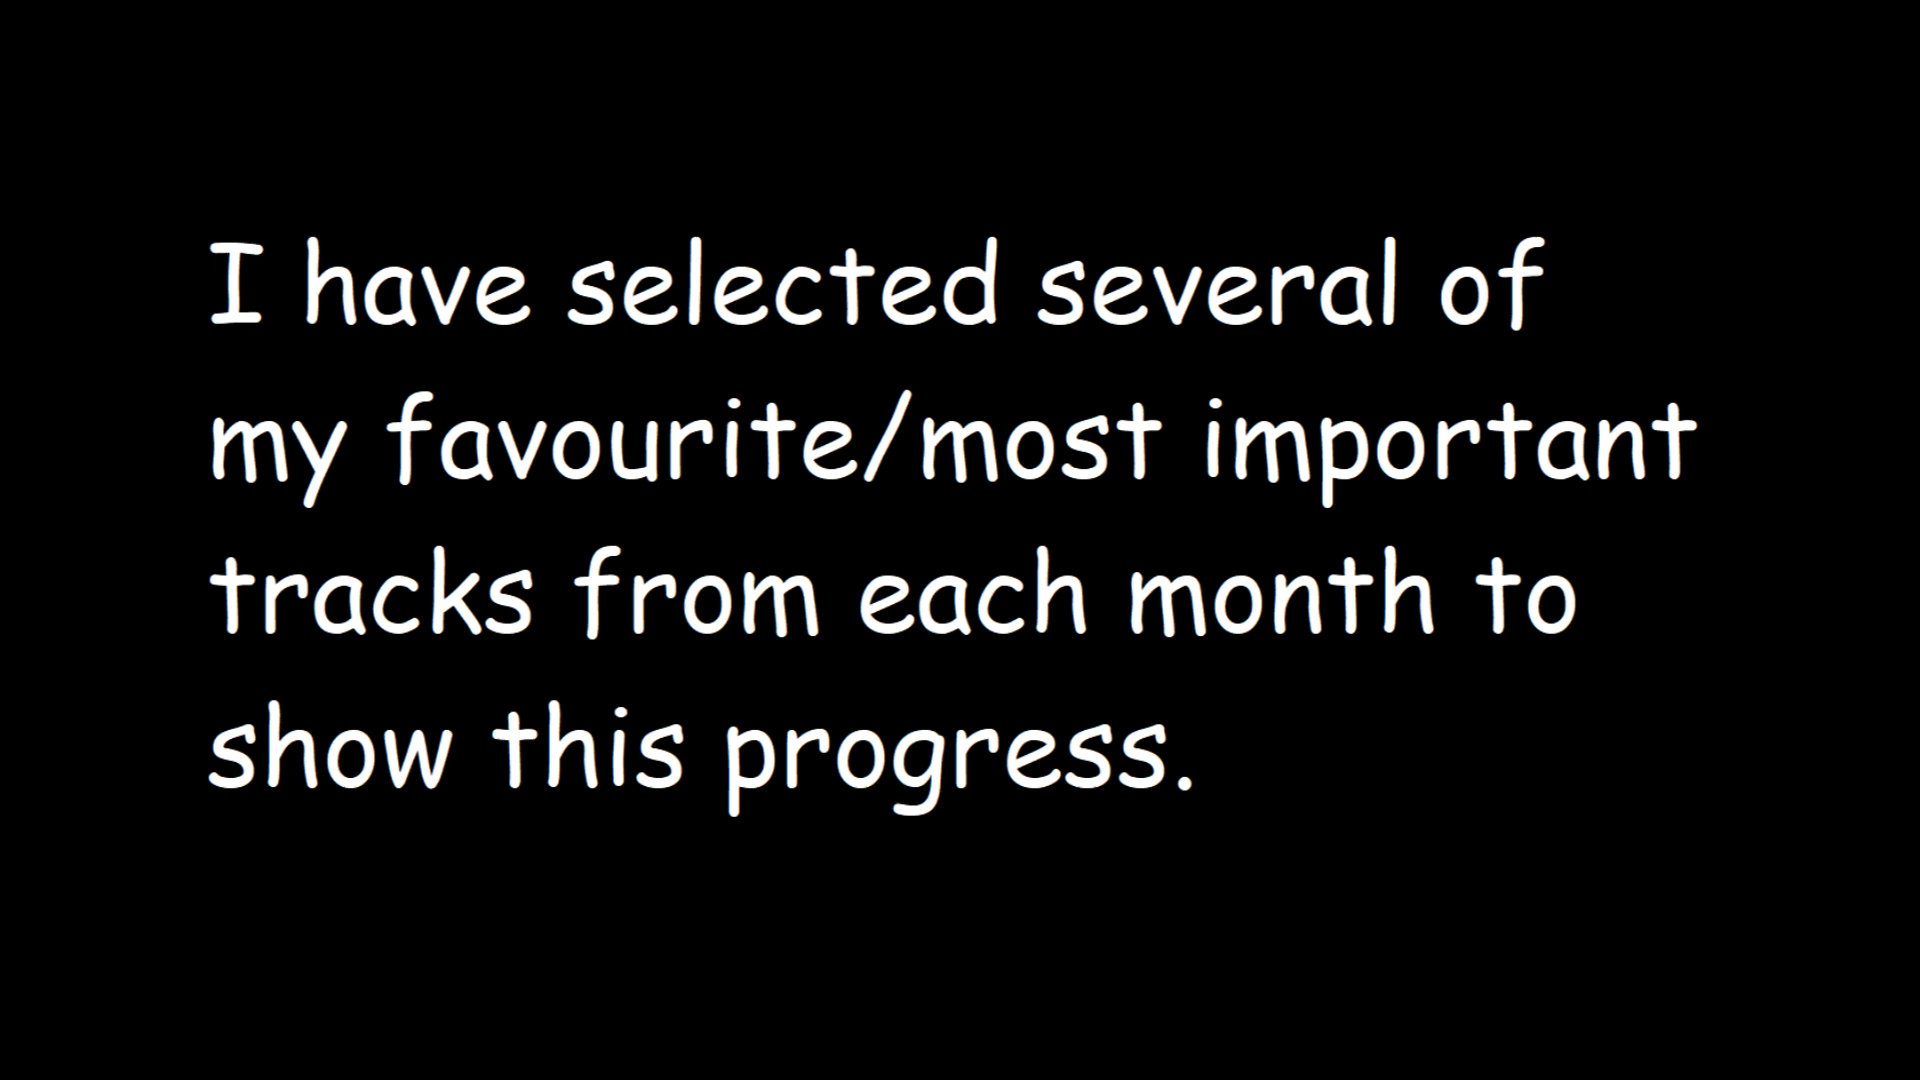 I have selected several of
my favourite/most important
tracks from each month to
show this progress.